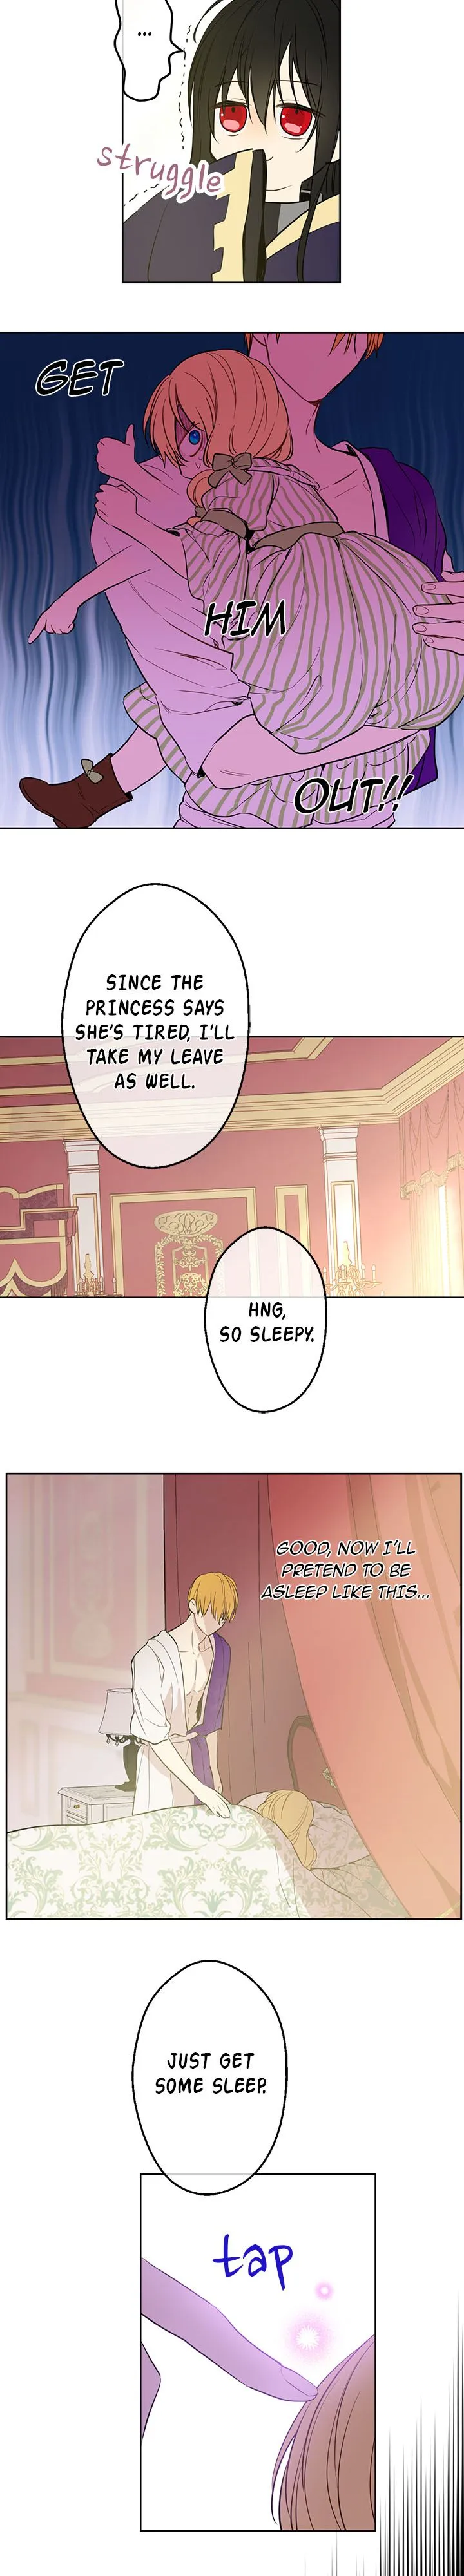 ...
struggle
GET
HIM
OUT!!
SINCE THE
PRINCESS SAYS
SHE'S TIRED, I'LL
TAKE MY LEAVE
AS WELL.
HNG,
SO SLEEPY.
GOOD, NOW I'LL
PRETEND TO BE
ASLEEP LIKE THIS...
JUST GET
SOME SLEEP.
tap